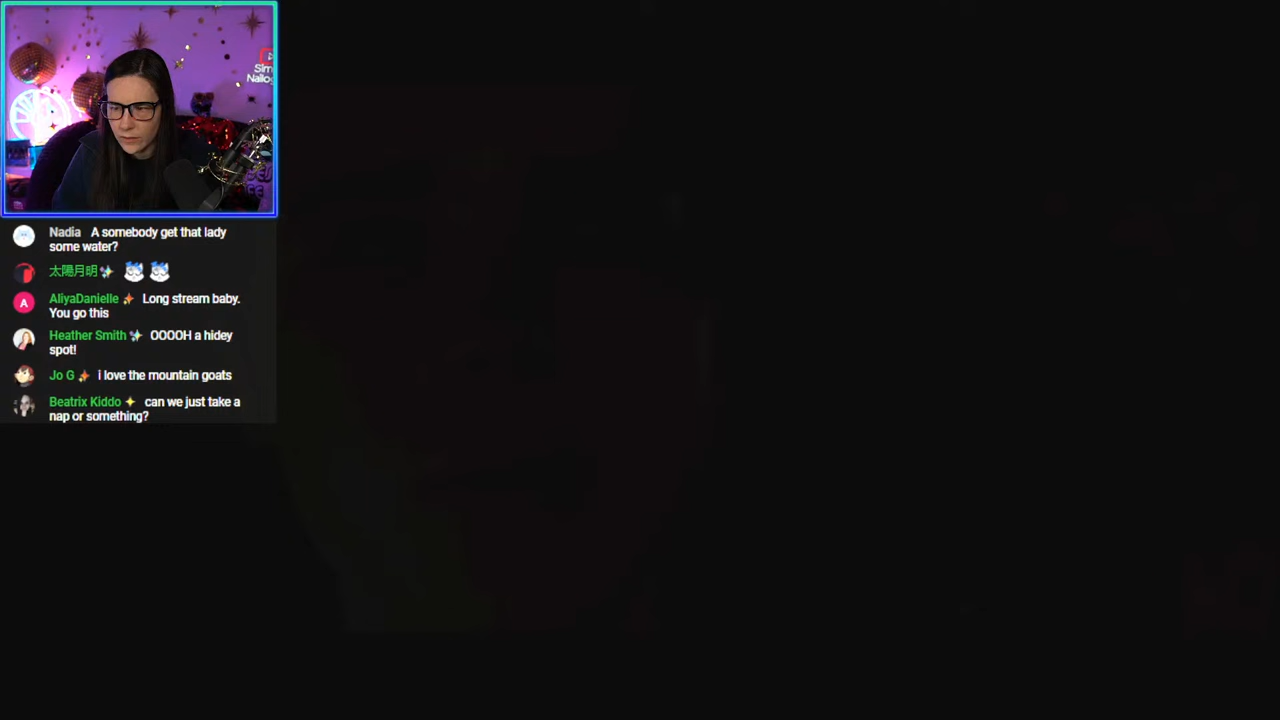 Nadia A somebody get that lady
some water?
太陽月明
AliyaDanielle Long stream baby.
You go this
Heather Smith OOOOH a hidey
spot!
Jo G i love the mountain goats
Beatrix Kiddo can we just take a
nap or something?
A